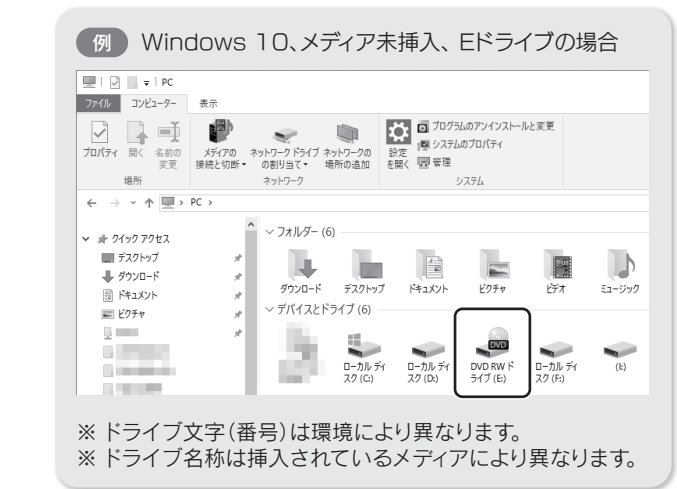 例 Windows 10、メディア未挿入、Eドライブの場合
PC
ファイル コンピューター 表示
プロパティ 開く 名前の変更 メディアの接続と切断 ネットワーク ドライブの割り当て ネットワークの場所の追加 設定を開く プログラムのアンインストールと変更
システムのプロパティ
管理
場所 ネットワーク システム
PC
クイック アクセス
デスクトップ
ダウンロード
ドキュメント
ピクチャ
フォルダー (6)
ダウンロード デスクトップ ドキュメント ピクチャ ビデオ ミュージック
デバイスとドライブ (6)
DVD
ローカル ディスク (C:) ローカル ディスク (D:) DVD RW ドライブ (E:) ローカル ディスク (F:)
※ ドライブ文字(番号)は環境により異なります。
※ ドライブ名称は挿入されているメディアにより異なります。